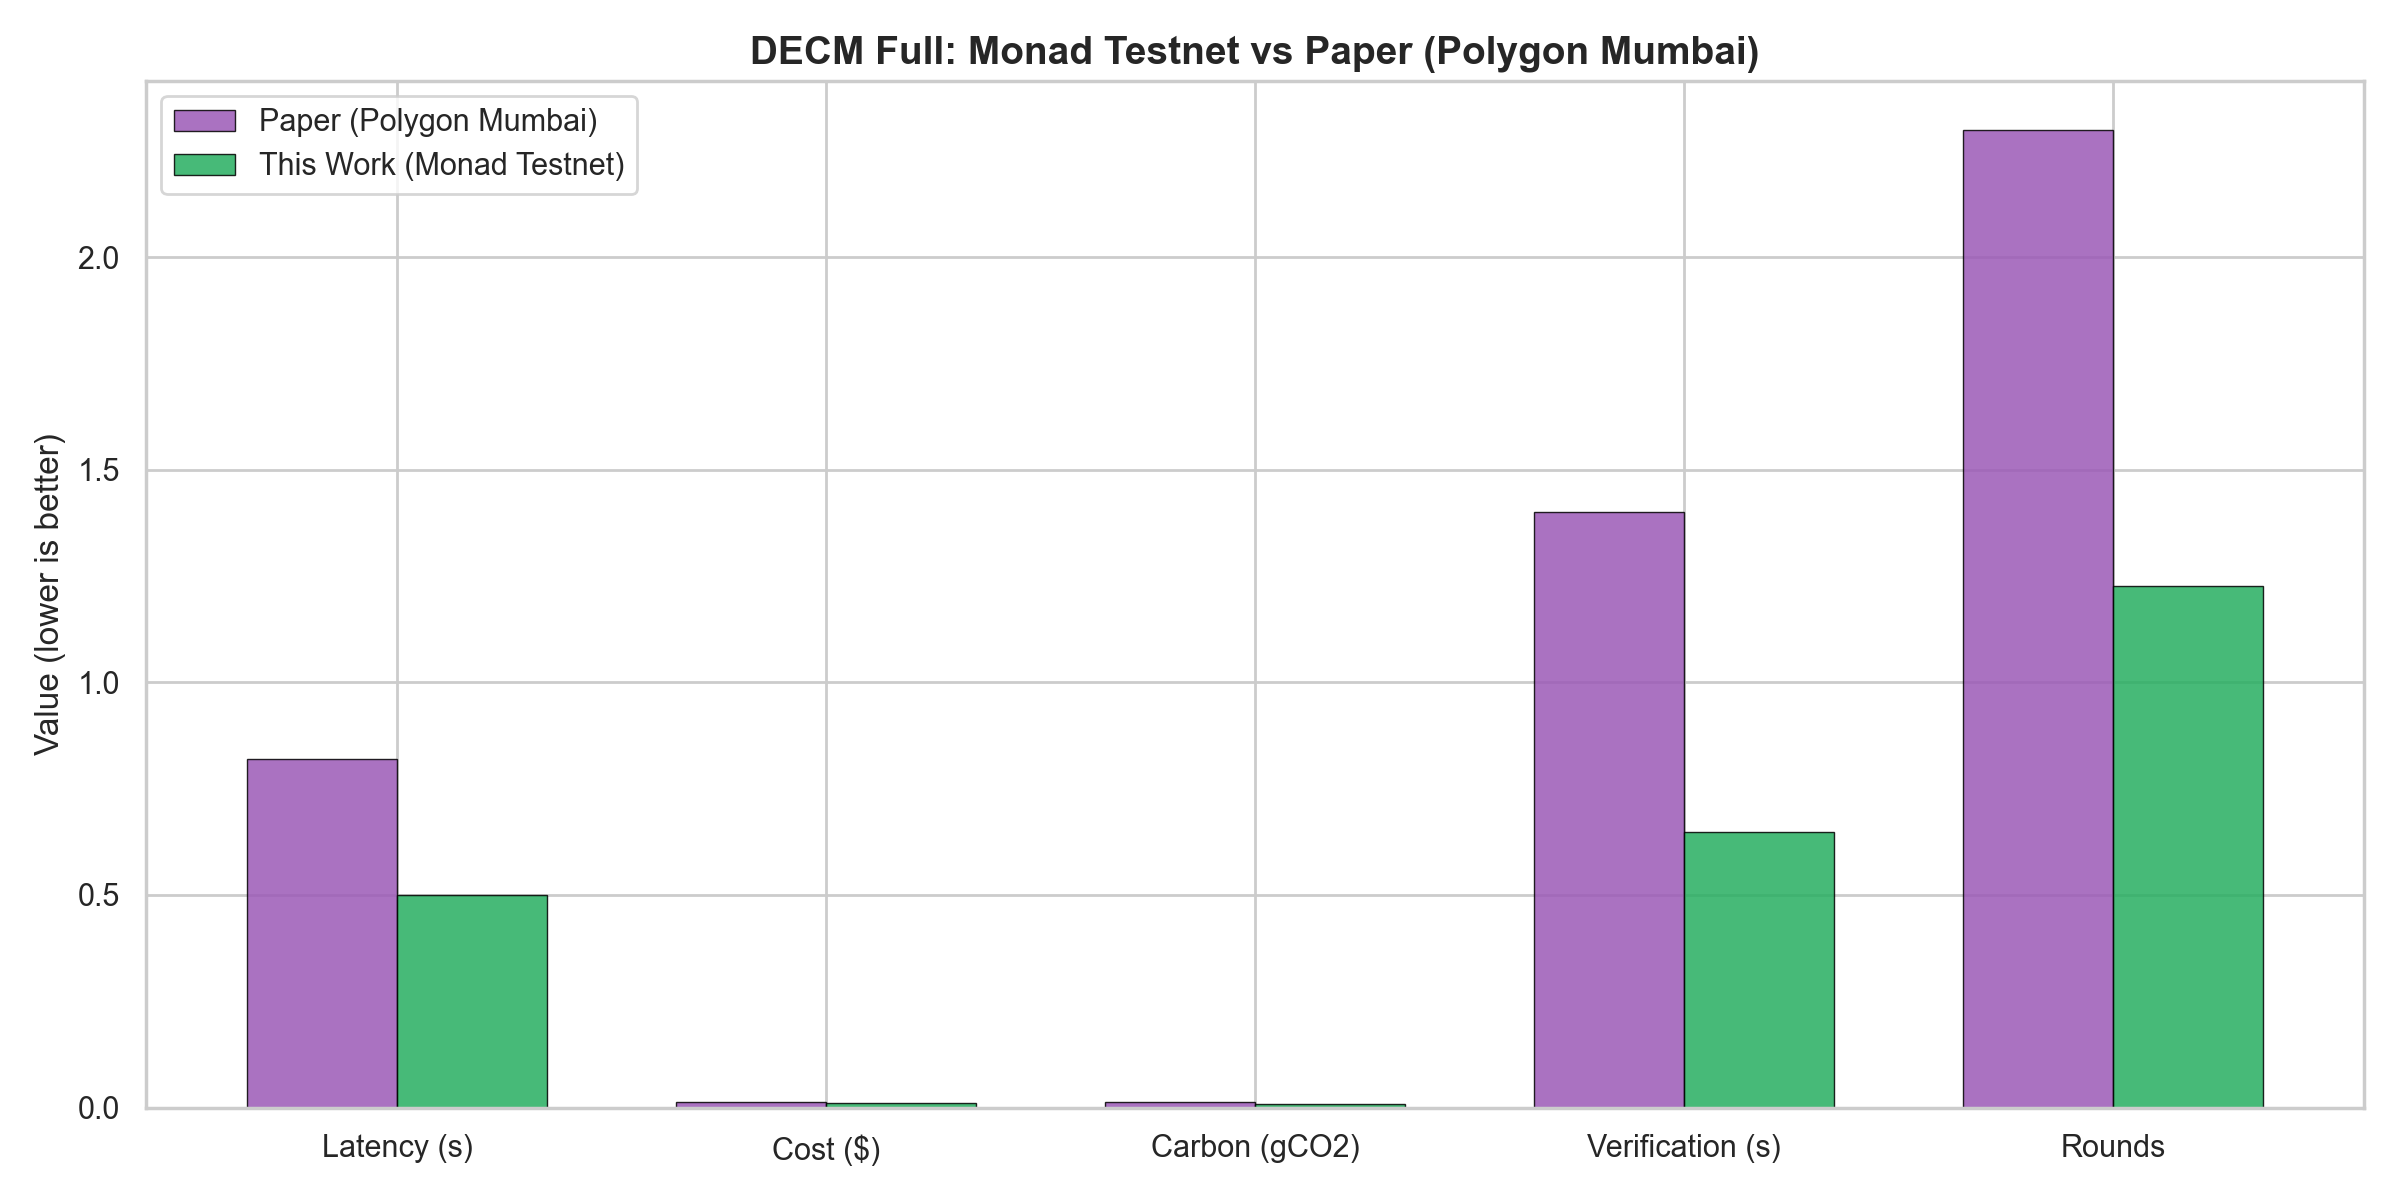 DECM Full: Monad Testnet vs Paper (Polygon Mumbai)
Paper (Polygon Mumbai)
This Work (Monad Testnet)
Value (lower is better)
2.0
1.5
1.0
0.5
0.0
Latency (s)
Cost ($)
Carbon (gCO2)
Verification (s)
Rounds